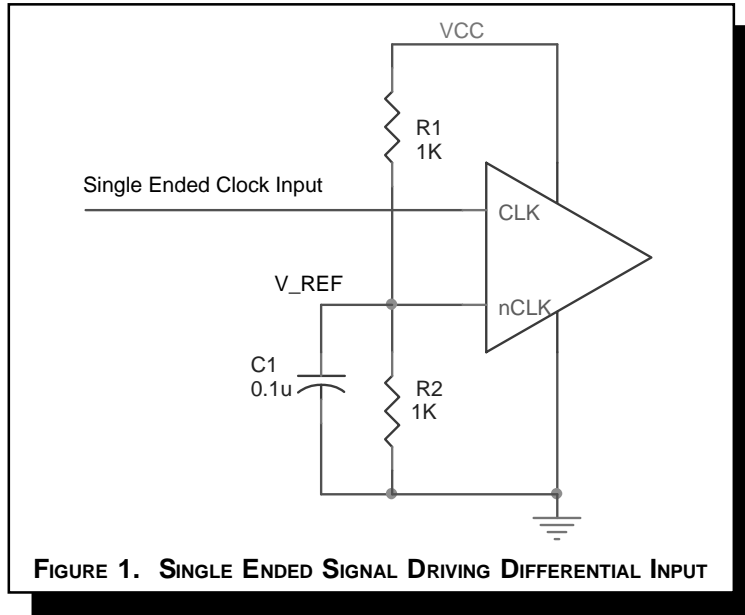 VCC
R1
1K
Single Ended Clock Input
CLK
V_REF
nCLK
C1
0.1u
R2
1K
FIGURE 1. SINGLE ENDED SIGNAL DRIVING DIFFERENTIAL INPUT